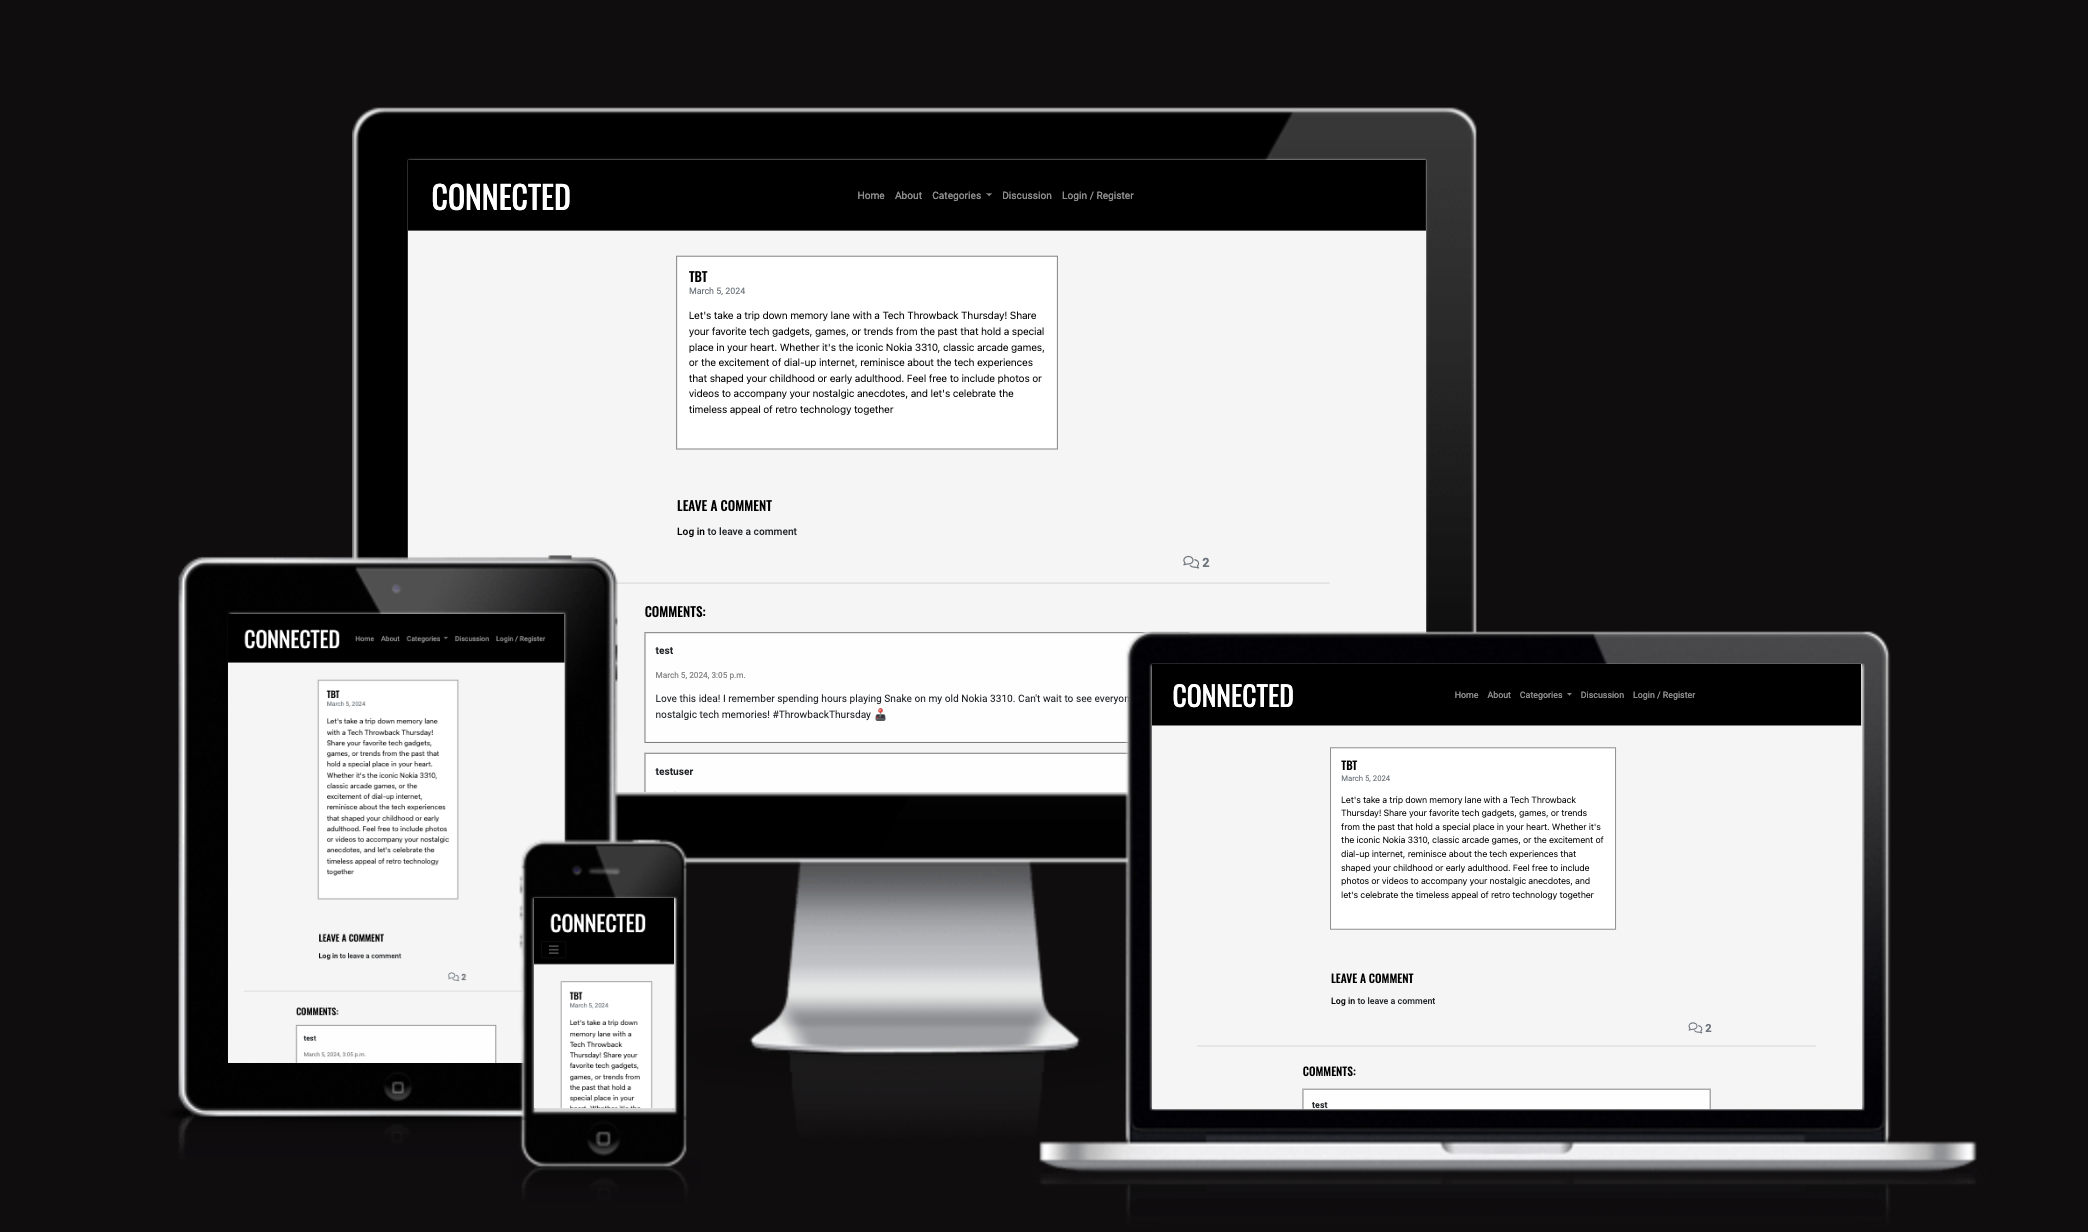 CONNECTED
Home About Categories Discussion Login / Register
TBT
March 5, 2024
Let's take a trip down memory lane with a Tech Throwback Thursday! Share
your favorite tech gadgets, games, or trends from the past that hold a special
place in your heart. Whether it's the iconic Nokia 3310, classic arcade games,
or the excitement of dial-up internet, reminisce about the tech experiences
that shaped your childhood or early adulthood. Feel free to include photos or
videos to accompany your nostalgic anecdotes, and let's celebrate the
timeless appeal of retro technology together
LEAVE A COMMENT
Log in to leave a comment
2
COMMENTS:
test
March 5, 2024, 3:05 p.m.
Love this idea! I remember spending hours playing Snake on my old Nokia 3310. Can't wait to see everyon
nostalgic tech memories! #ThrowbackThursday 🕹️
testuser
CONNECTED
Home About Categories Discussion Login / Register
TBT
March 5, 2024
Let's take a trip down memory lane
with a Tech Throwback Thursday!
Share your favorite tech gadgets,
games, or trends from the past that
hold a special place in your heart.
Whether it's the iconic Nokia 3310,
classic arcade games, or the
excitement of dial-up internet,
reminisce about the tech experiences
that shaped your childhood or early
adulthood. Feel free to include photos
or videos to accompany your nostalgic
anecdotes, and let's celebrate the
timeless appeal of retro technology
together
LEAVE A COMMENT
Log in to leave a comment
2
COMMENTS:
test
March 5, 2024, 3:05 p.m.
CONNECTED
TBT
March 5, 2024
Let's take a trip down
memory lane with a
Tech Throwback
Thursday! Share your
favorite tech gadgets,
games, or trends from
the past that hold a
special place in your
heart. Whether it's the
CONNECTED
Home About Categories Discussion Login / Register
TBT
March 5, 2024
Let's take a trip down memory lane with a Tech Throwback
Thursday! Share your favorite tech gadgets, games, or trends
from the past that hold a special place in your heart. Whether it's
the iconic Nokia 3310, classic arcade games, or the excitement of
dial-up internet, reminisce about the tech experiences that
shaped your childhood or early adulthood. Feel free to include
photos or videos to accompany your nostalgic anecdotes, and
let's celebrate the timeless appeal of retro technology together
LEAVE A COMMENT
Log in to leave a comment
2
COMMENTS:
test